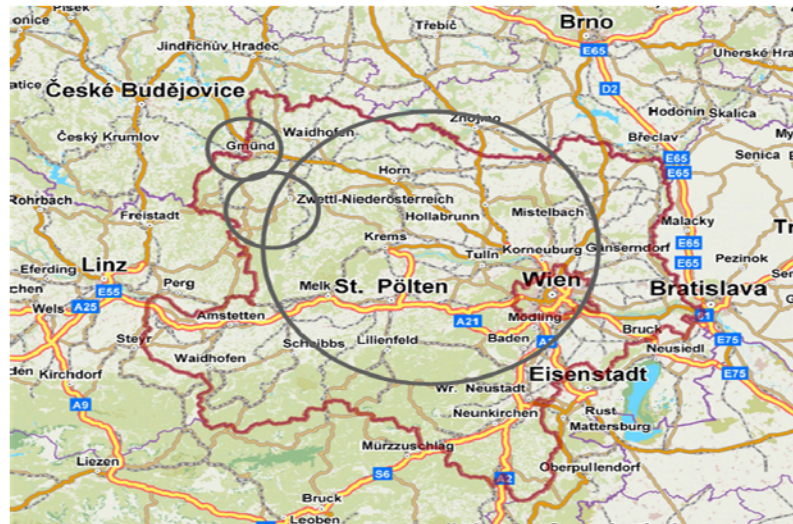 Písek
Třebíč
Brno
E65
Jindřichův Hradec
Uherské Hra
D2
České Budějovice
Hodonín
Skalica
Znojmo
Waidhofen
Břeclav
Český Krumlov
Gmünd
E65
Senica
E65
Horn
Rohrbach
Zwettl-Niederösterreich
Freistadt
Hollabrunn
Mistelbach
Malacky
Krems
E65
Korneuburg
Gänserndorf
Tulln
E65
Pezinok
Eferding
Linz
Perg
Melk
St. Pölten
Wien
Bratislava
E55
Wels
A25
Amstetten
A21
Mödling
Bruck
Steyr
Scheibbs
Lilienfeld
Baden
E75
Waidhofen
Neusiedl
Kirchdorf
Eisenstadt
E75
Wr. Neustadt
A9
Neunkirchen
Rust
Mattersburg
Mürzzuschlag
Liezen
Oberpullendorf
S6
A2
Bruck
Leoben